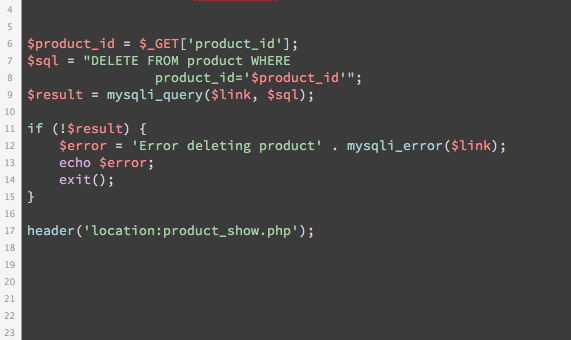 4
5
6 $product_id = $_GET['product_id'];
7 $sql = "DELETE FROM product WHERE
8 product_id='$product_id'";
9 $result = mysqli_query($link, $sql);
10
11 if (!$result) {
12 $error = 'Error deleting product' . mysqli_error($link);
13 echo $error;
14 exit();
15 }
16
17 header('location:product_show.php');
18
19
20
21
22
23